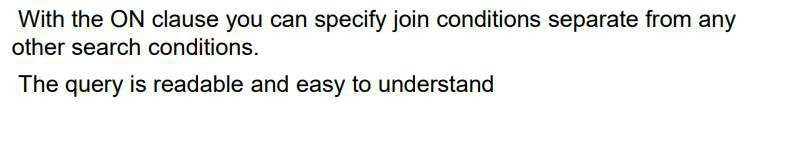 With the ON clause you can specify join conditions separate from any
other search conditions.
The query is readable and easy to understand